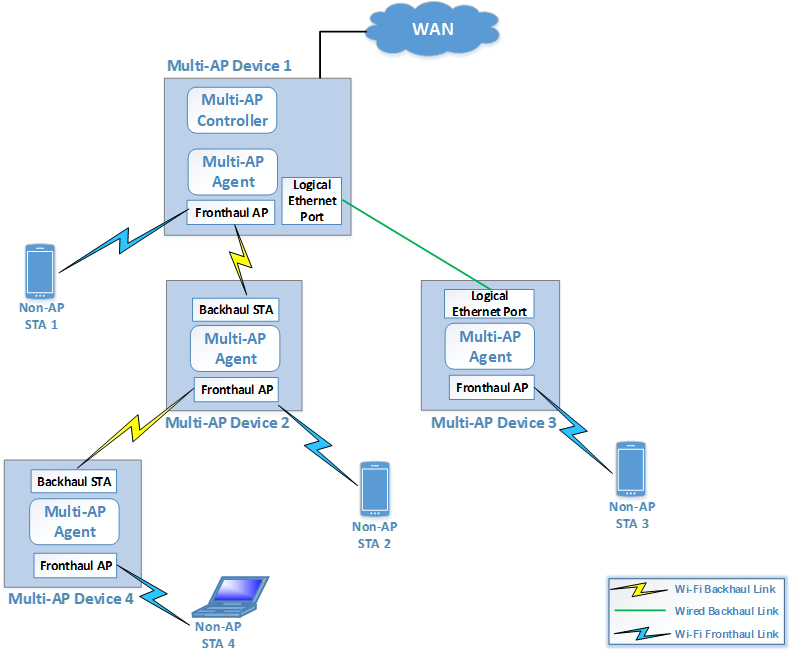 WAN
Multi-AP Device 1
Multi-AP
Controller
Multi-AP
Agent
Logical
Ethernet
Port
Fronthaul AP
Non-AP
STA 1
Backhaul STA
Multi-AP
Agent
Fronthaul AP
Multi-AP Device 2
Logical
Ethernet Port
Multi-AP
Agent
Fronthaul AP
Multi-AP Device 3
Backhaul STA
Multi-AP
Agent
Fronthaul AP
Multi-AP Device 4
Non-AP
STA 2
Non-AP
STA 3
Non-AP
STA 4
Wi-Fi Backhaul Link
Wired Backhaul Link
Wi-Fi Fronthaul Link